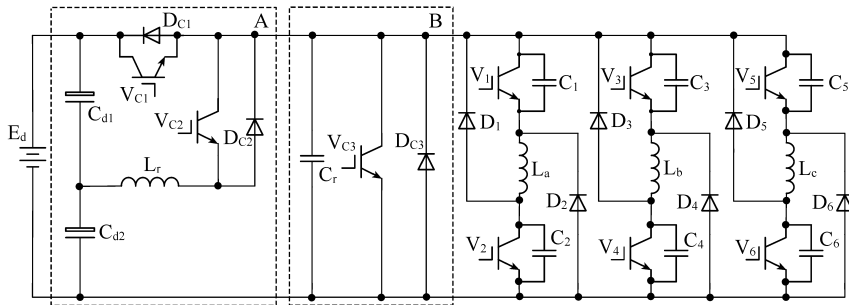 A
B
D_C1
V_C1
C_d1
V_C2
D_C2
E_d
L_r
C_d2
V_C3
D_C3
C_r
V_1
C_1
V_3
C_3
V_5
C_5
D_1
D_3
D_5
L_a
L_b
L_c
D_2
D_4
D_6
V_2
C_2
V_4
C_4
V_6
C_6